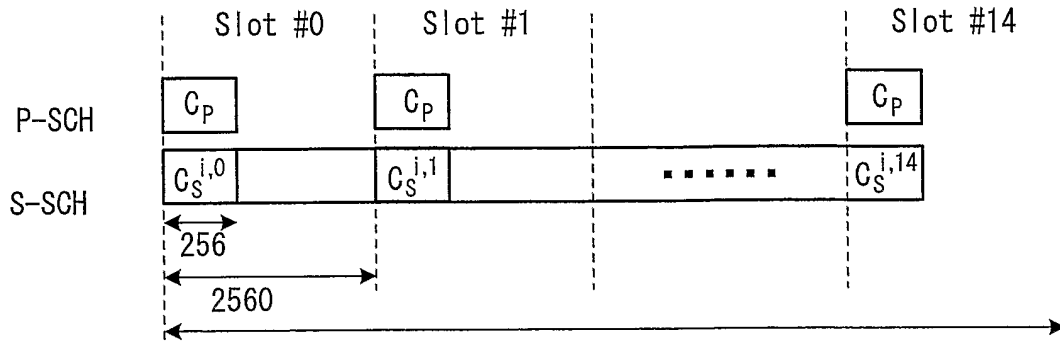 Slot #0 Slot #1 Slot #14
P-SCH C_P C_P C_P
S-SCH C_S^{i,0} C_S^{i,1} ...... C_S^{i,14}
256
2560